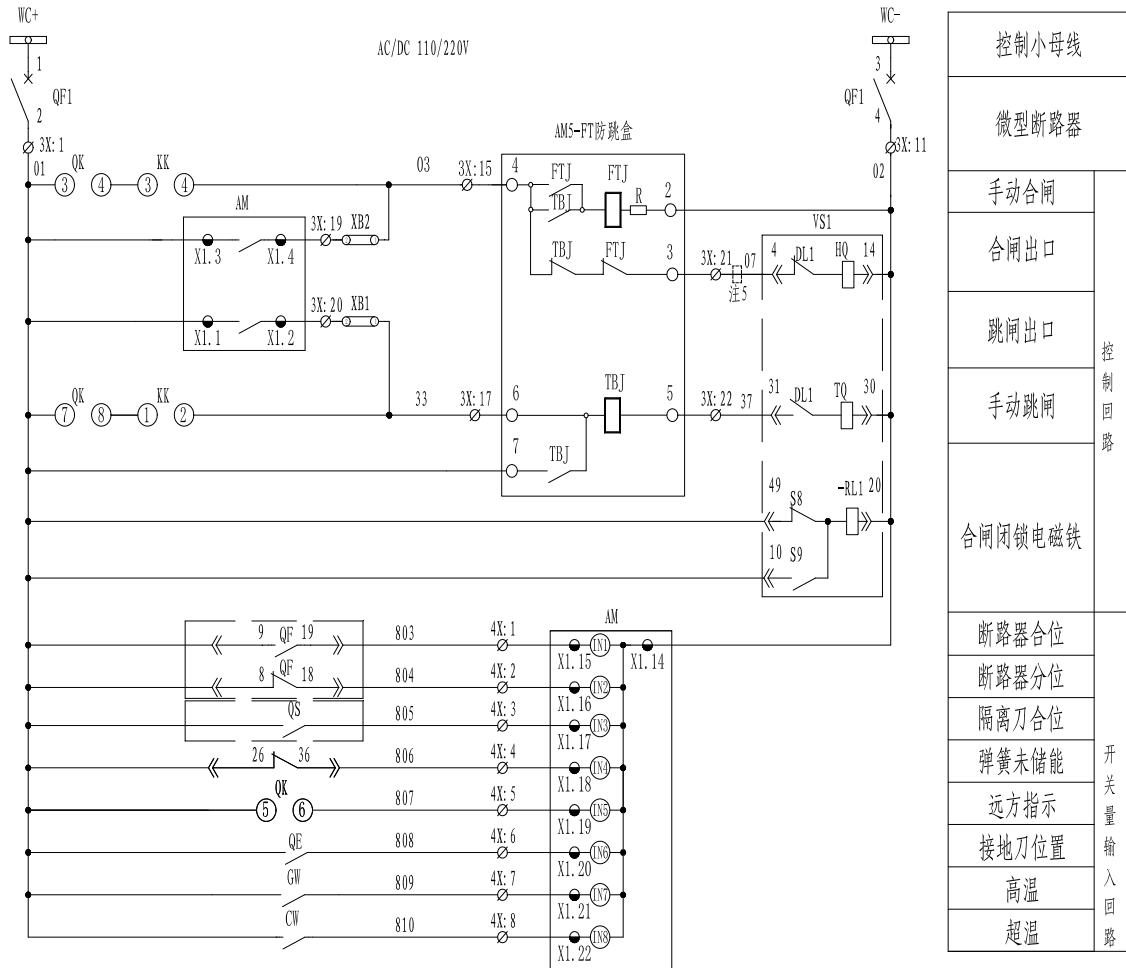 WC+
WC-
AC/DC 110/220V
控制小母线
1
3
QF1
QF1
2
4
微型断路器
3X:1
3X:11
AM5-FT防跳盒
01
QK
KK
03
3X:15
4
FTJ
FTJ
02
3
4
3
4
TBJ
R
2
手动合闸
AM
3X:19
XB2
VS1
X1.3
X1.4
TBJ
FTJ
3
3X:21
07
4
DL1
HQ
14
合闸出口
注5
3X:20
XB1
X1.1
X1.2
跳闸出口
控制回路
QK
KK
33
3X:17
6
TBJ
5
3X:22
37
31
DL1
TQ
30
7
8
1
2
手动跳闸
7
TBJ
49
S8
-RL1
20
10
S9
合闸闭锁电磁铁
AM
9
QF
19
803
4X:1
IN1
X1.15
X1.14
断路器合位
8
QF
18
804
4X:2
IN2
X1.16
断路器分位
QS
805
4X:3
IN3
X1.17
隔离刀合位
26
36
806
4X:4
IN4
X1.18
弹簧未储能
QK
5
6
807
4X:5
IN5
X1.19
远方指示
QE
808
4X:6
IN6
X1.20
接地刀位置
GW
809
4X:7
IN7
X1.21
高温
CW
810
4X:8
IN8
X1.22
超温
开关量输入回路